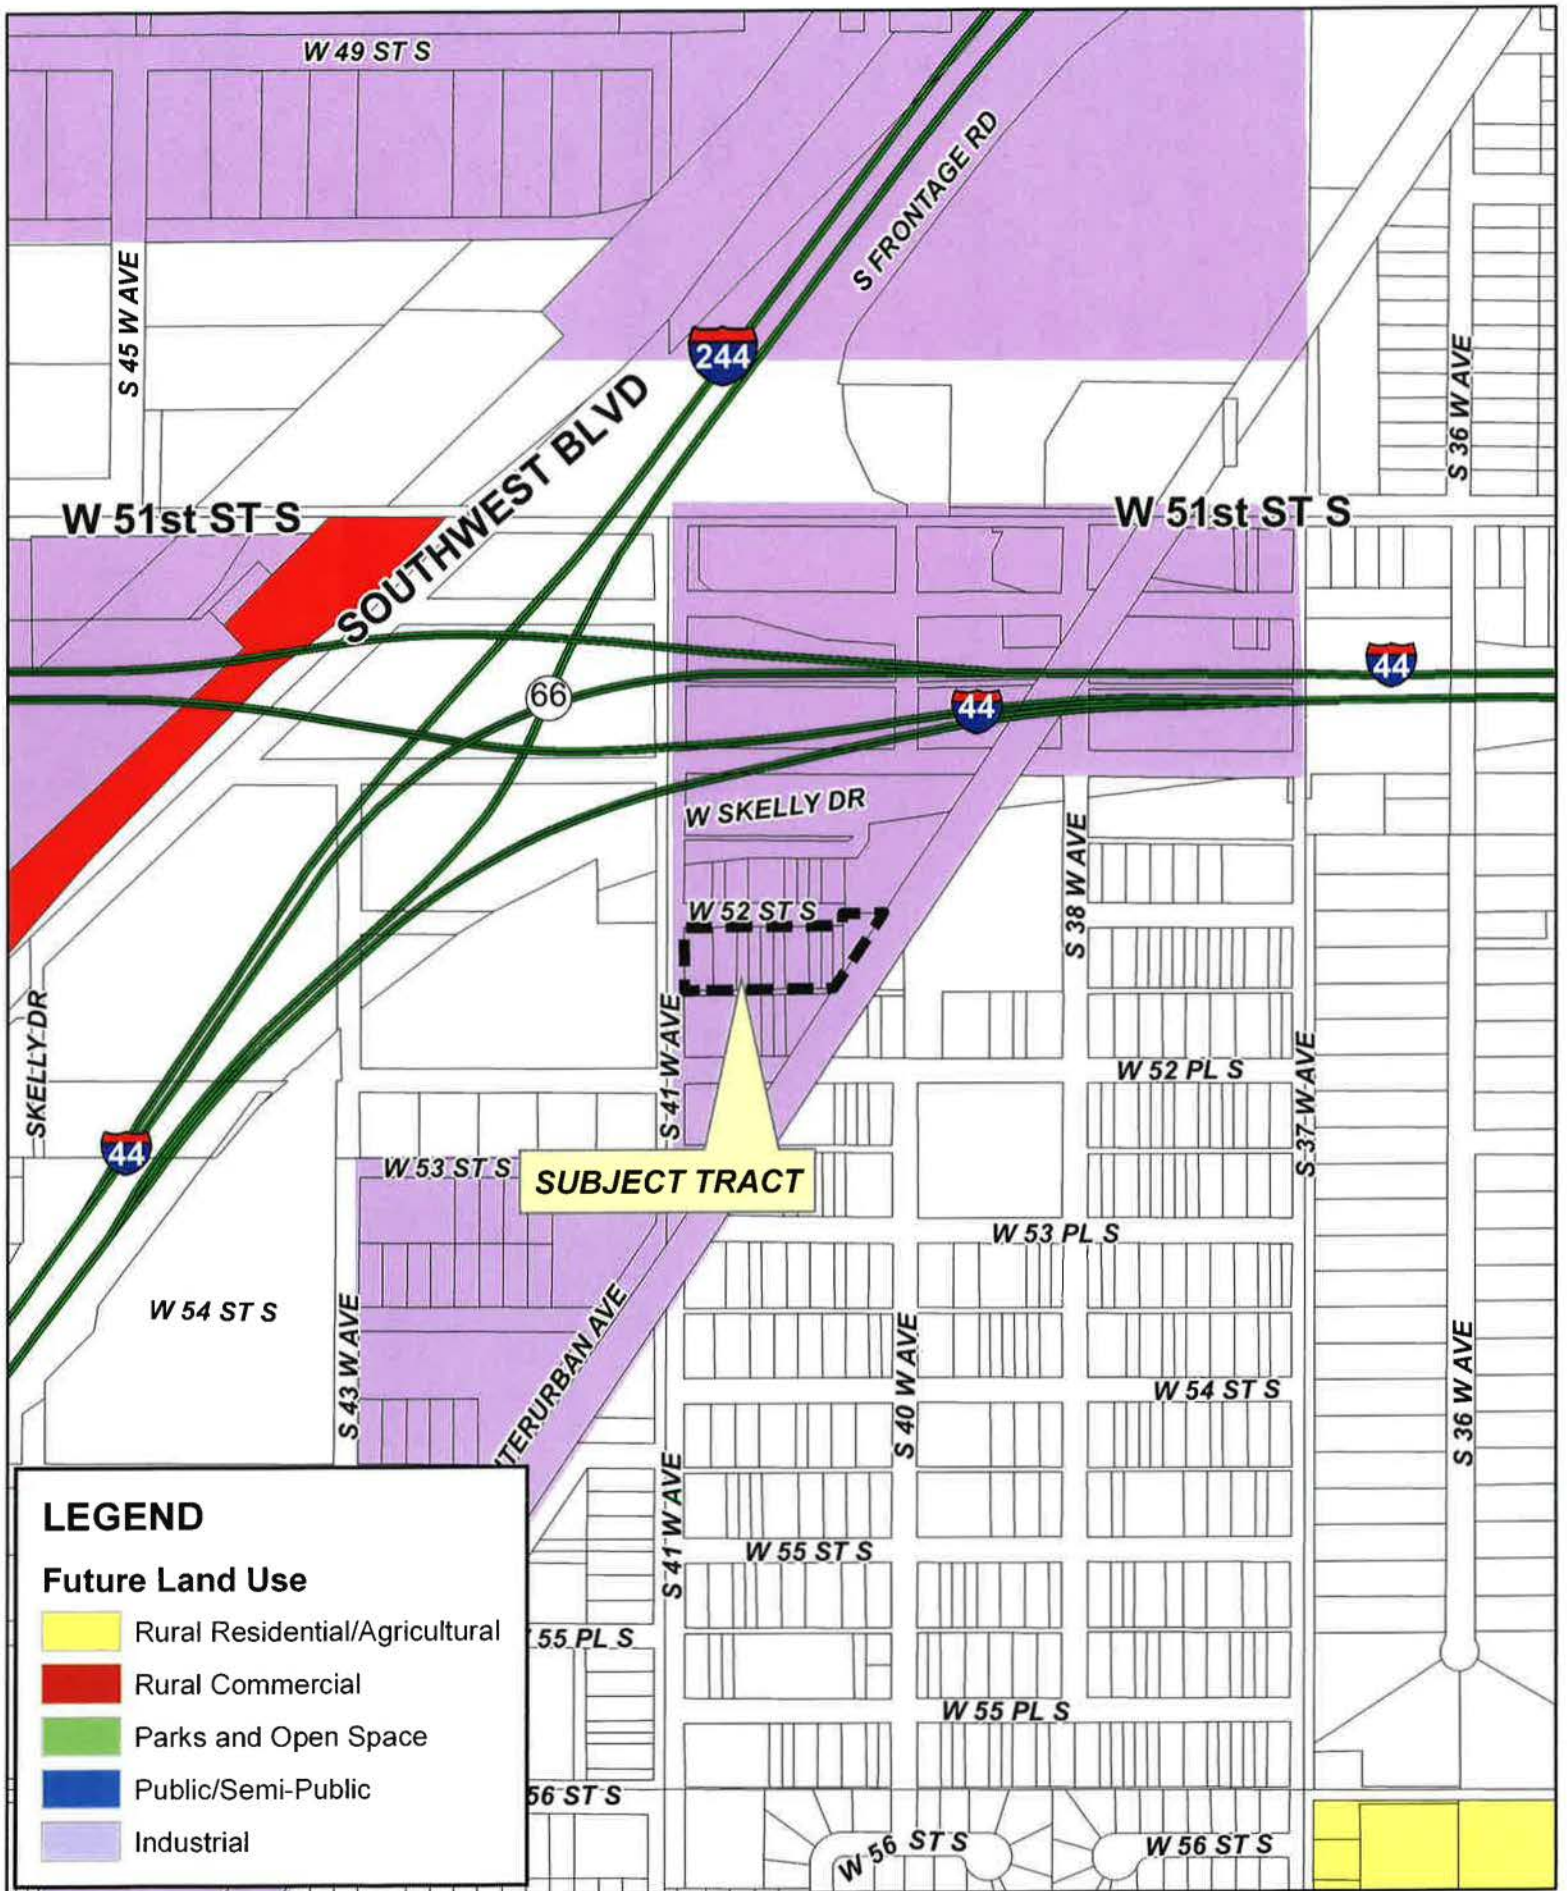 W 49 ST S
S FRONTAGE RD
S 45 W AVE
244
S 36 W AVE
SOUTHWEST BLVD
W 51st ST S
W 51st ST S
44
66
44
W SKELLY DR
S 38 W AVE
W 52 ST S
SKELLY DR
S 41 W AVE
W 52 PL S
S 37 W AVE
44
W 53 ST S
SUBJECT TRACT
W 53 PL S
W 54 ST S
S 43 W AVE
TERURBAN AVE
S 40 W AVE
W 54 ST S
S 36 W AVE
S 41 W AVE
W 55 ST S
55 PL S
W 55 PL S
56 ST S
W 56 ST S
W 56 ST S
LEGEND
Future Land Use
Rural Residential/Agricultural
Rural Commercial
Parks and Open Space
Public/Semi-Public
Industrial